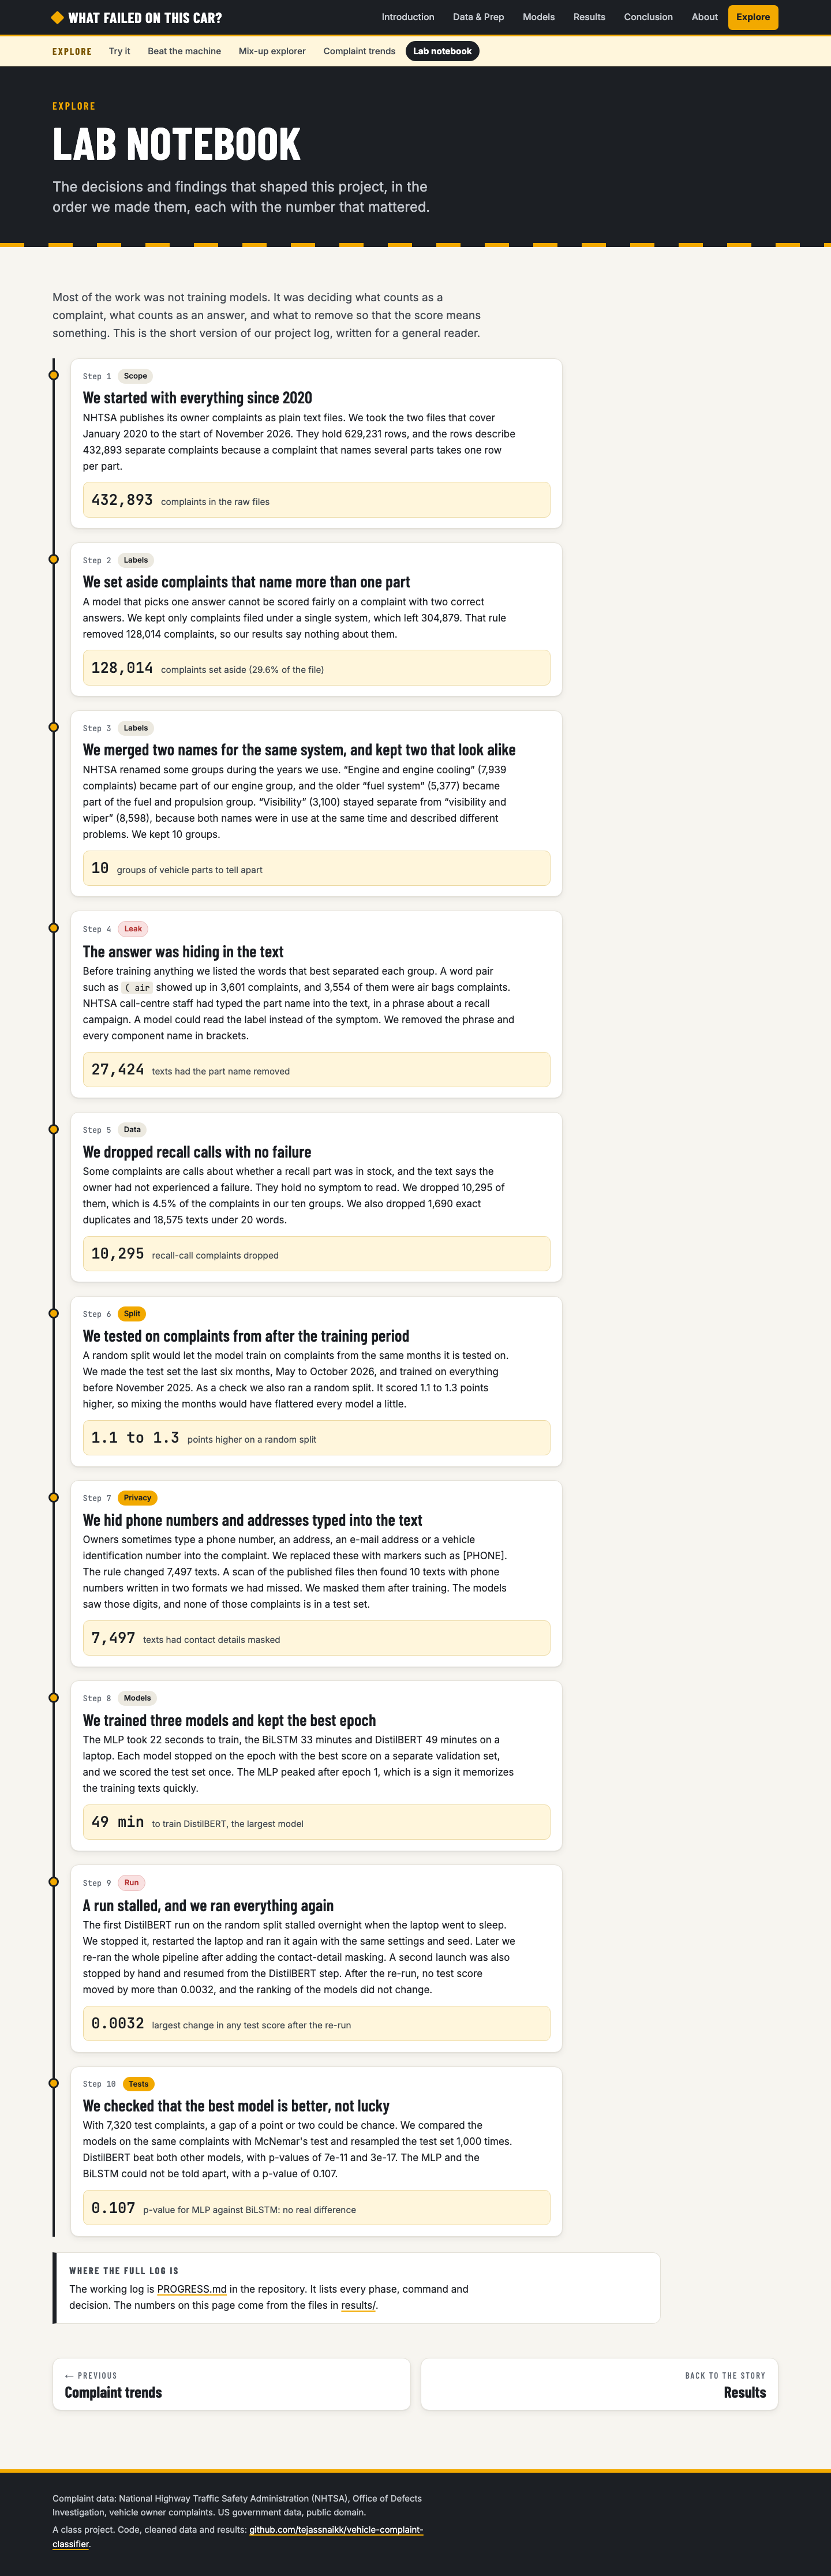 WHAT FAILED ON THIS CAR?
Introduction Data & Prep Models Results Conclusion About Explore
EXPLORE Try it Beat the machine Mix-up explorer Complaint trends Lab notebook
EXPLORE
LAB NOTEBOOK
The decisions and findings that shaped this project, in the
order we made them, each with the number that mattered.
Most of the work was not training models. It was deciding what counts as a
complaint, what counts as an answer, and what to remove so that the score means
something. This is the short version of our project log, written for a general reader.
Step 1 Scope
We started with everything since 2020
NHTSA publishes its owner complaints as plain text files. We took the two files that cover
January 2020 to the start of November 2026. They hold 629,231 rows, and the rows describe
432,893 separate complaints because a complaint that names several parts takes one row
per part.
432,893 complaints in the raw files
Step 2 Labels
We set aside complaints that name more than one part
A model that picks one answer cannot be scored fairly on a complaint with two correct
answers. We kept only complaints filed under a single system, which left 304,879. That rule
removed 128,014 complaints, so our results say nothing about them.
128,014 complaints set aside (29.6% of the file)
Step 3 Labels
We merged two names for the same system, and kept two that look alike
NHTSA renamed some groups during the years we use. “Engine and engine cooling” (7,939
complaints) became part of our engine group, and the older “fuel system” (5,377) became
part of the fuel and propulsion group. “Visibility” (3,100) stayed separate from “visibility and
wiper” (8,598), because both names were in use at the same time and described different
problems. We kept 10 groups.
10 groups of vehicle parts to tell apart
Step 4 Leak
The answer was hiding in the text
Before training anything we listed the words that best separated each group. A word pair
such as ( air showed up in 3,601 complaints, and 3,554 of them were air bags complaints.
NHTSA call-centre staff had typed the part name into the text, in a phrase about a recall
campaign. A model could read the label instead of the symptom. We removed the phrase and
every component name in brackets.
27,424 texts had the part name removed
Step 5 Data
We dropped recall calls with no failure
Some complaints are calls about whether a recall part was in stock, and the text says the
owner had not experienced a failure. They hold no symptom to read. We dropped 10,295 of
them, which is 4.5% of the complaints in our ten groups. We also dropped 1,690 exact
duplicates and 18,575 texts under 20 words.
10,295 recall-call complaints dropped
Step 6 Split
We tested on complaints from after the training period
A random split would let the model train on complaints from the same months it is tested on.
We made the test set the last six months, May to October 2026, and trained on everything
before November 2025. As a check we also ran a random split. It scored 1.1 to 1.3 points
higher, so mixing the months would have flattered every model a little.
1.1 to 1.3 points higher on a random split
Step 7 Privacy
We hid phone numbers and addresses typed into the text
Owners sometimes type a phone number, an address, an e-mail address or a vehicle
identification number into the complaint. We replaced these with markers such as [PHONE].
The rule changed 7,497 texts. A scan of the published files then found 10 texts with phone
numbers written in two formats we had missed. We masked them after training. The models
saw those digits, and none of those complaints is in a test set.
7,497 texts had contact details masked
Step 8 Models
We trained three models and kept the best epoch
The MLP took 22 seconds to train, the BiLSTM 33 minutes and DistilBERT 49 minutes on a
laptop. Each model stopped on the epoch with the best score on a separate validation set,
and we scored the test set once. The MLP peaked after epoch 1, which is a sign it memorizes
the training texts quickly.
49 min to train DistilBERT, the largest model
Step 9 Run
A run stalled, and we ran everything again
The first DistilBERT run on the random split stalled overnight when the laptop went to sleep.
We stopped it, restarted the laptop and ran it again with the same settings and seed. Later we
re-ran the whole pipeline after adding the contact-detail masking. A second launch was also
stopped by hand and resumed from the DistilBERT step. After the re-run, no test score
moved by more than 0.0032, and the ranking of the models did not change.
0.0032 largest change in any test score after the re-run
Step 10 Tests
We checked that the best model is better, not lucky
With 7,320 test complaints, a gap of a point or two could be chance. We compared the
models on the same complaints with McNemar's test and resampled the test set 1,000 times.
DistilBERT beat both other models, with p-values of 7e-11 and 3e-17. The MLP and the
BiLSTM could not be told apart, with a p-value of 0.107.
0.107 p-value for MLP against BiLSTM: no real difference
WHERE THE FULL LOG IS
The working log is PROGRESS.md in the repository. It lists every phase, command and
decision. The numbers on this page come from the files in results/.
← PREVIOUS
Complaint trends
BACK TO THE STORY
Results
Complaint data: National Highway Traffic Safety Administration (NHTSA), Office of Defects
Investigation, vehicle owner complaints. US government data, public domain.
A class project. Code, cleaned data and results: github.com/tejassnaikk/vehicle-complaint-
classifier.